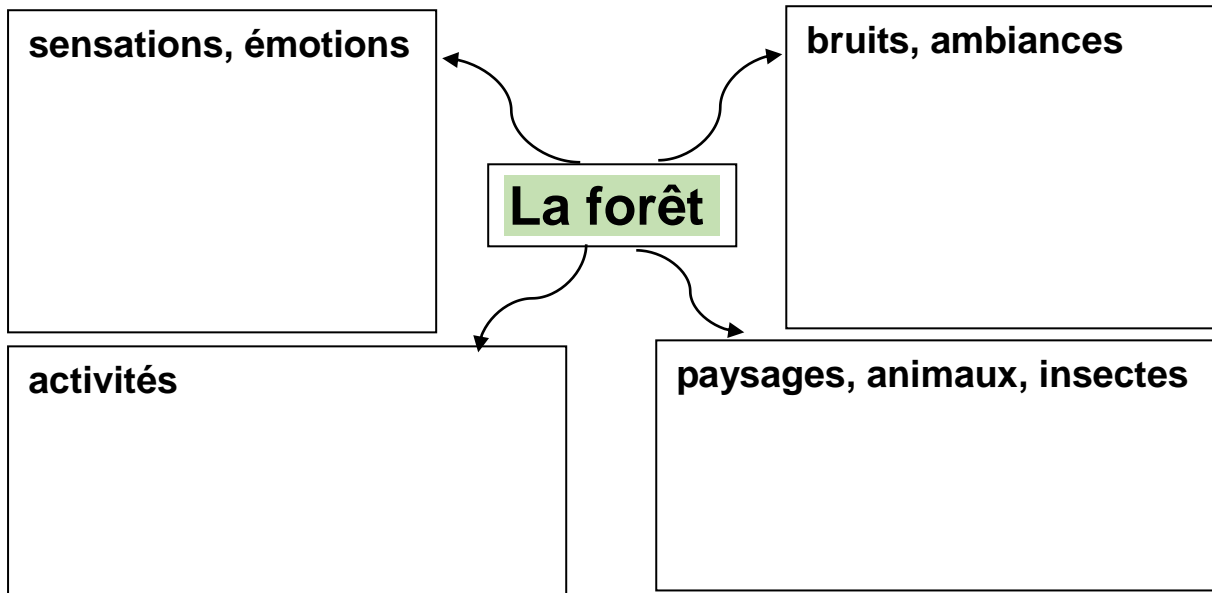 sensations, émotions
bruits, ambiances
La forêt
activités
paysages, animaux, insectes